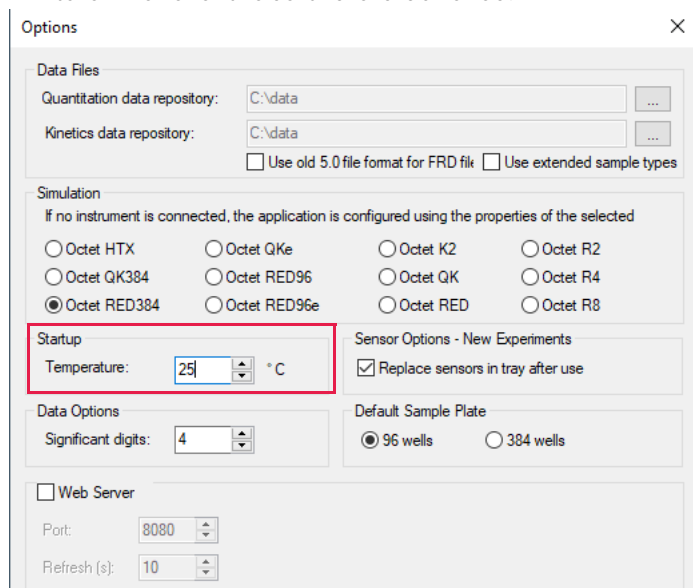 Options
Data Files
Quantitation data repository: C:\data ...
Kinetics data repository: C:\data ...
Use old 5.0 file format for FRD file Use extended sample types
Simulation
If no instrument is connected, the application is configured using the properties of the selected
Octet HTX Octet QKe Octet K2 Octet R2
Octet QK384 Octet RED96 Octet QK Octet R4
Octet RED384 Octet RED96e Octet RED Octet R8
Startup Sensor Options - New Experiments
Temperature: 25 °C Replace sensors in tray after use
Data Options Default Sample Plate
Significant digits: 4 96 wells 384 wells
Web Server
Port: 8080
Refresh (s): 10